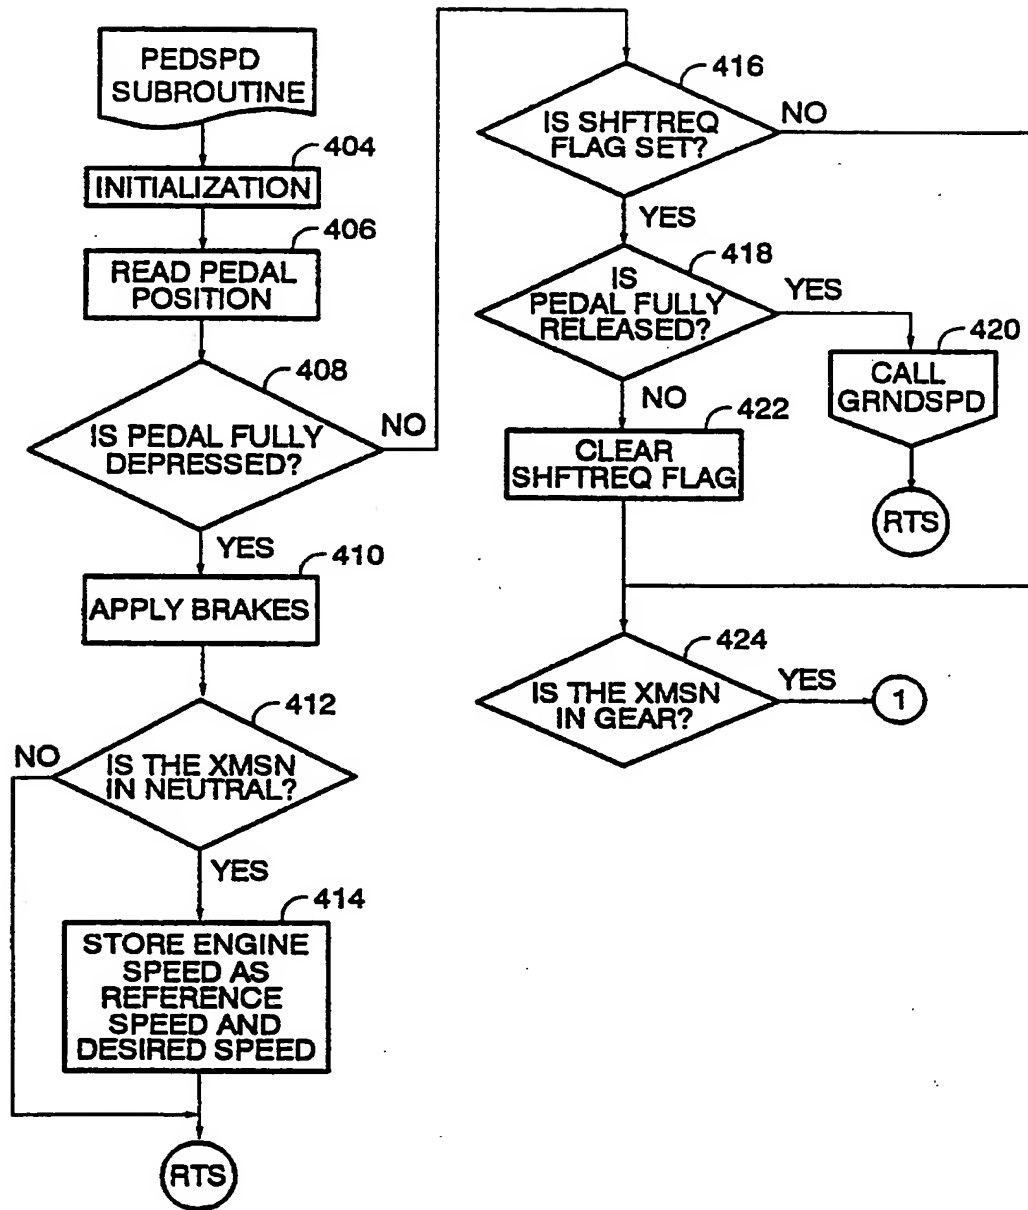 PEDSPD
SUBROUTINE
404
INITIALIZATION
406
READ PEDAL
POSITION
408
IS PEDAL FULLY
DEPRESSED?
NO
YES
410
APPLY BRAKES
412
NO
IS THE XMSN
IN NEUTRAL?
YES
414
STORE ENGINE
SPEED AS
REFERENCE
SPEED AND
DESIRED SPEED
RTS
416
IS SHFTREQ
FLAG SET?
NO
YES
418
IS
PEDAL FULLY
RELEASED?
YES
420
CALL
GRNDSPD
RTS
NO
422
CLEAR
SHFTREQ FLAG
424
IS THE XMSN
IN GEAR?
YES
1